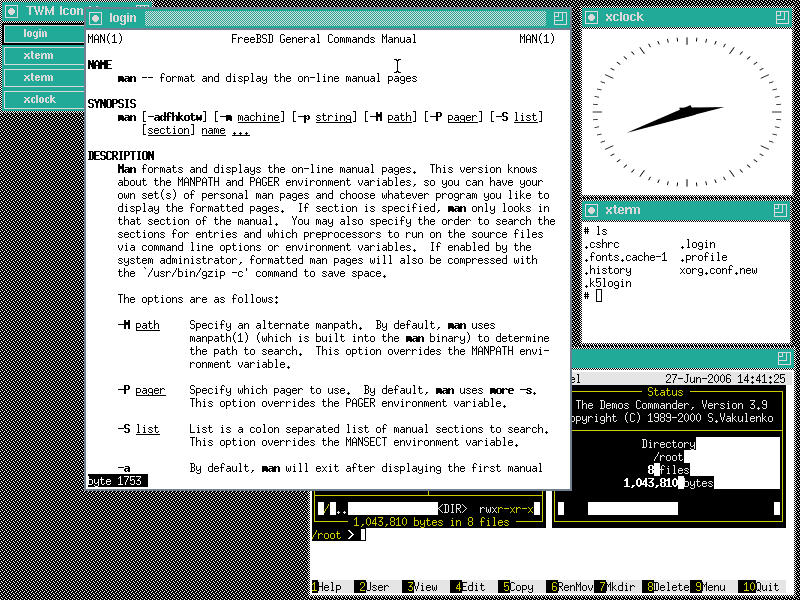 TWM Icon
login
xterm
xterm
xclock
login
MAN(1) FreeBSD General Commands Manual MAN(1)
NAME
man -- format and display the on-line manual pages
SYNOPSIS
man [-adfhkotw] [-m machine] [-p string] [-M path] [-P pager] [-S list]
[section] name ...
DESCRIPTION
Man formats and displays the on-line manual pages. This version knows
about the MANPATH and PAGER environment variables, so you can have your
own set(s) of personal man pages and choose whatever program you like to
display the formatted pages. If section is specified, man only looks in
that section of the manual. You may also specify the order to search the
sections for entries and which preprocessors to run on the source files
via command line options or environment variables. If enabled by the
system administrator, formatted man pages will also be compressed with
the `/usr/bin/gzip -c' command to save space.
The options are as follows:
-M path Specify an alternate manpath. By default, man uses
manpath(1) (which is built into the man binary) to determine
the path to search. This option overrides the MANPATH envi-
ronment variable.
-P pager Specify which pager to use. By default, man uses more -s.
This option overrides the PAGER environment variable.
-S list List is a colon separated list of manual sections to search.
This option overrides the MANSECT environment variable.
-a By default, man will exit after displaying the first manual
byte 1753
xclock
xterm
# ls
.cshrc .login
.fonts.cache-1 .profile
.history xorg.conf.new
.k5login
#
el 27-Jun-2006 14:41:25
Status
The Demos Commander, Version 3.9
opyright (C) 1989-2000 S.Vakulenko
Directory
/root
8 files
1,043,810 bytes
/.. <DIR> rwxr-xr-x
1,043,810 bytes in 8 files
/root >
1Help 2User 3View 4Edit 5Copy 6RenMov 7Mkdir 8Delete 9Menu 10Quit